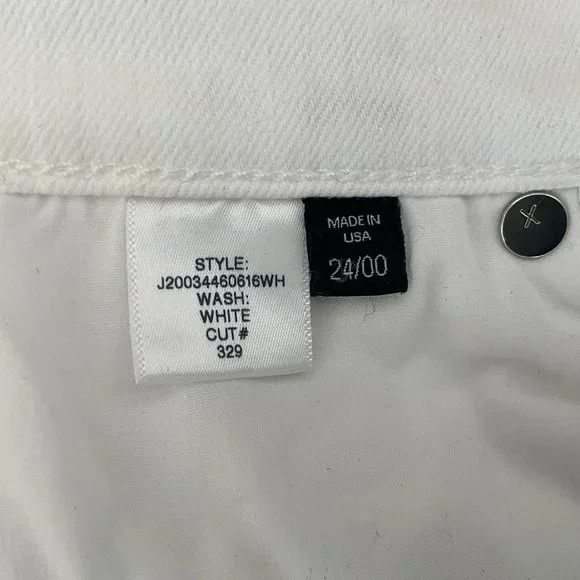 STYLE:
J20034460616WH
WASH:
WHITE
CUT#
329
MADE IN
USA
24/00
X